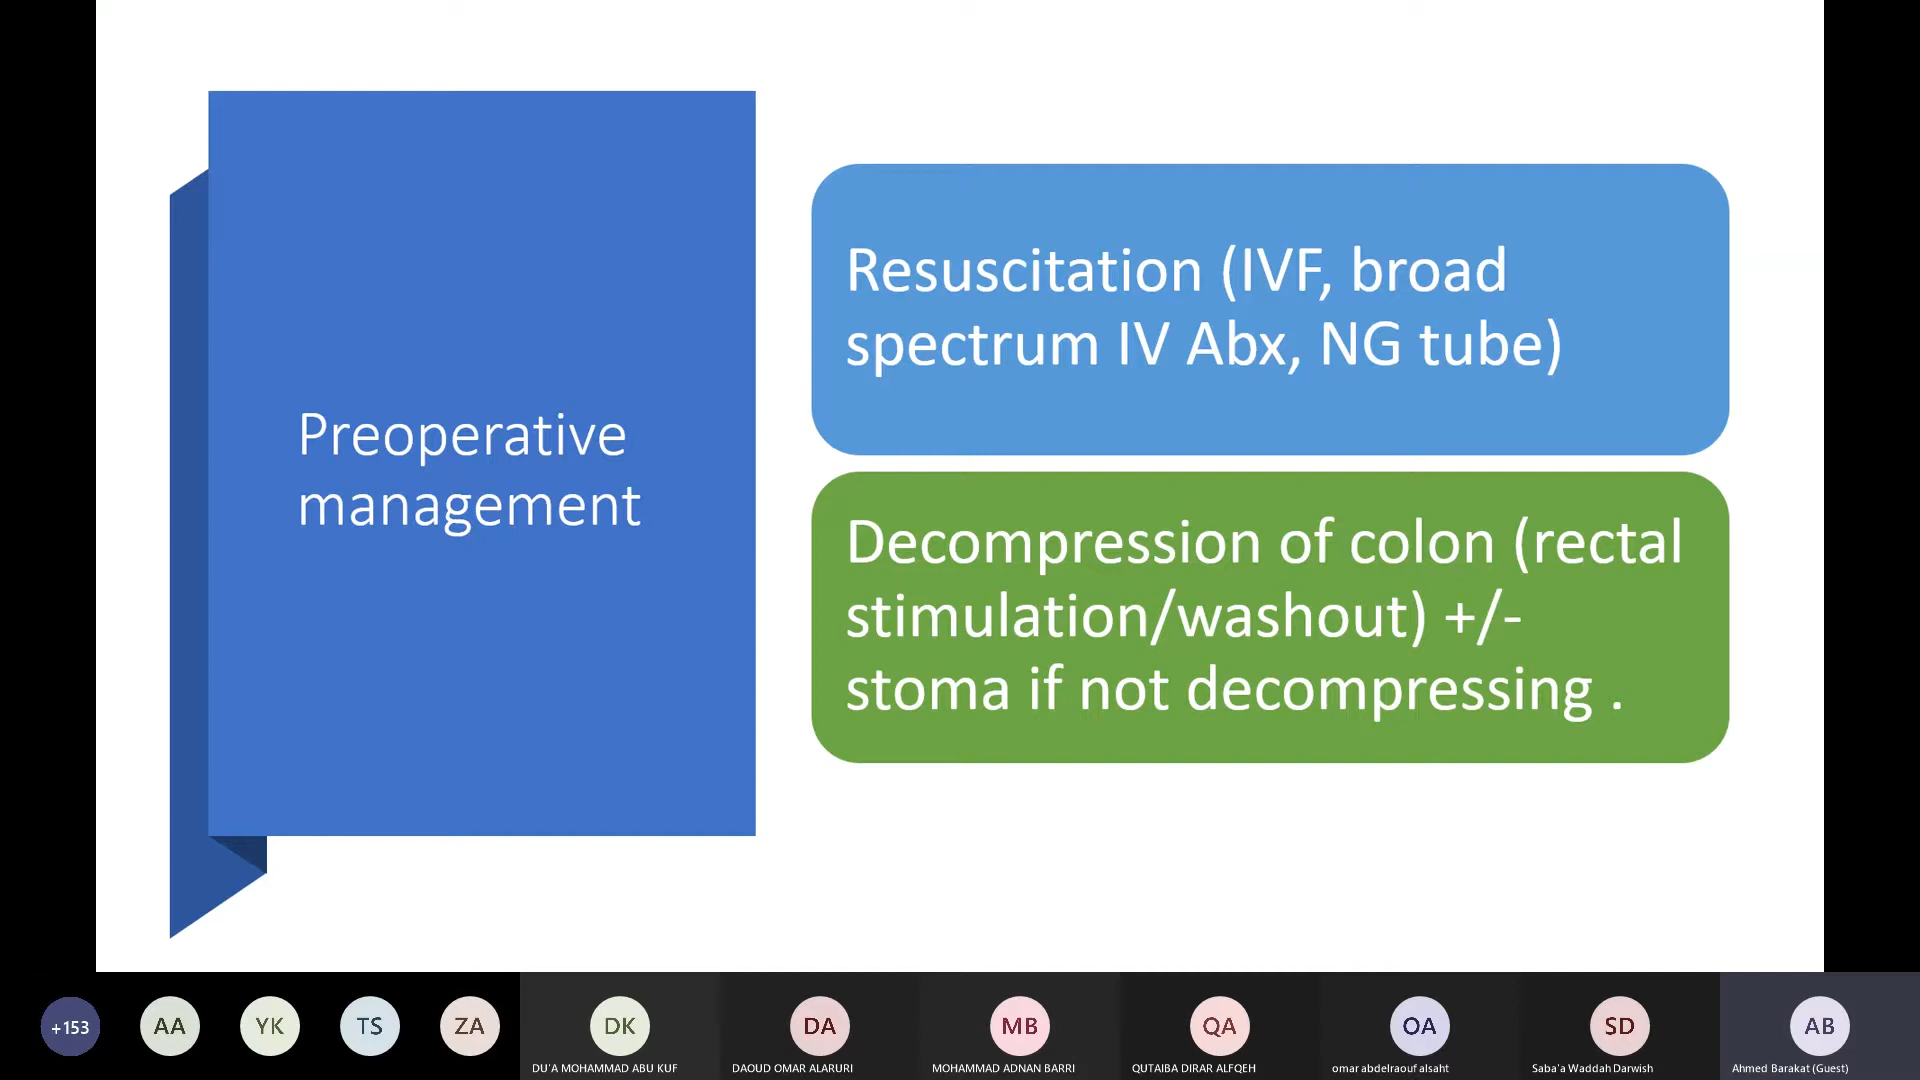 Preoperative
management
Resuscitation (IVF, broad
spectrum IV Abx, NG tube)
Decompression of colon (rectal
stimulation/washout) +/-
stoma if not decompressing .
+153
AA
YK
TS
ZA
DK
DU'A MOHAMMAD ABU KUF
DA
DAOUD OMAR ALARURI
MB
MOHAMMAD ADNAN BARRI
QA
QUTAIBA DIRAR ALFQEH
OA
omar abdelraouf alsaht
SD
Saba'a Waddah Darwish
AB
Ahmed Barakat (Guest)